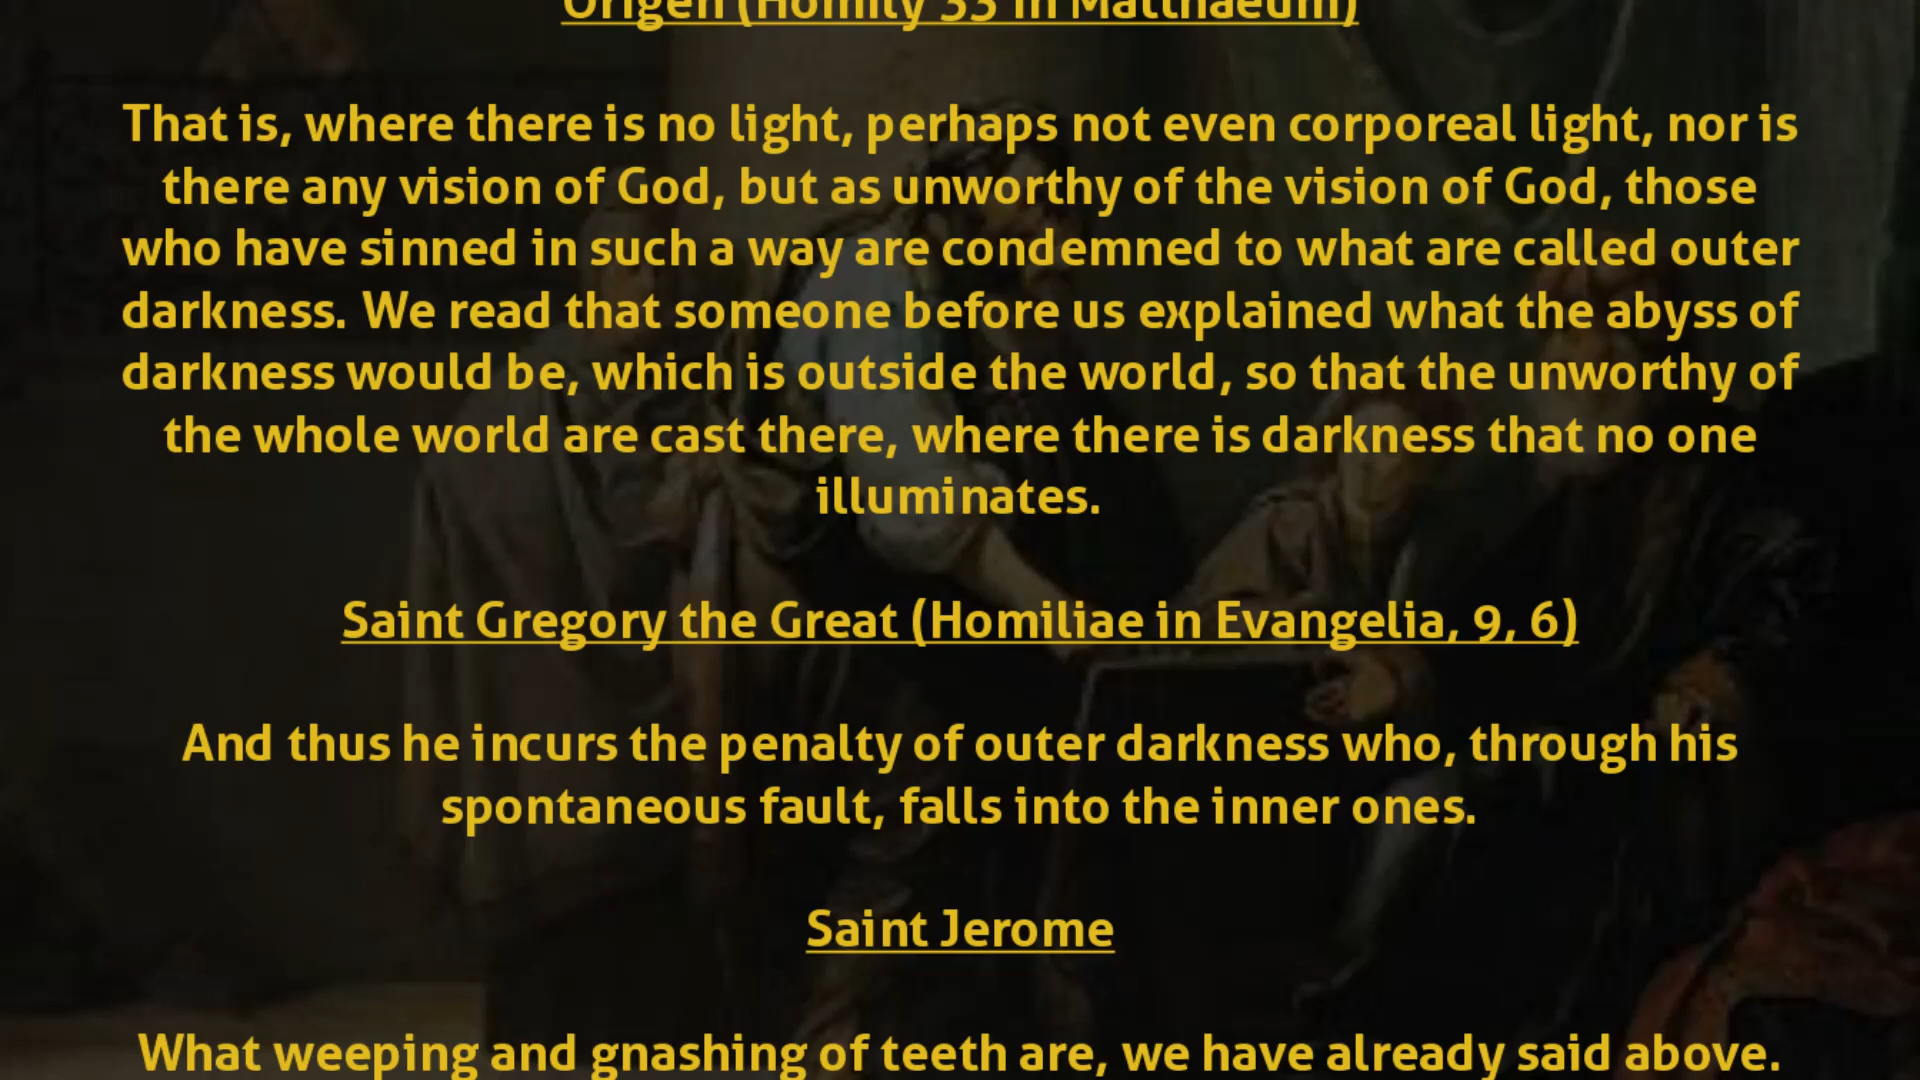 Origen (Homily 33 in Matthaeum)
That is, where there is no light, perhaps not even corporeal light, nor is
there any vision of God, but as unworthy of the vision of God, those
who have sinned in such a way are condemned to what are called outer
darkness. We read that someone before us explained what the abyss of
darkness would be, which is outside the world, so that the unworthy of
the whole world are cast there, where there is darkness that no one
illuminates.
Saint Gregory the Great (Homiliae in Evangelia, 9, 6)
And thus he incurs the penalty of outer darkness who, through his
spontaneous fault, falls into the inner ones.
Saint Jerome
What weeping and gnashing of teeth are, we have already said above.